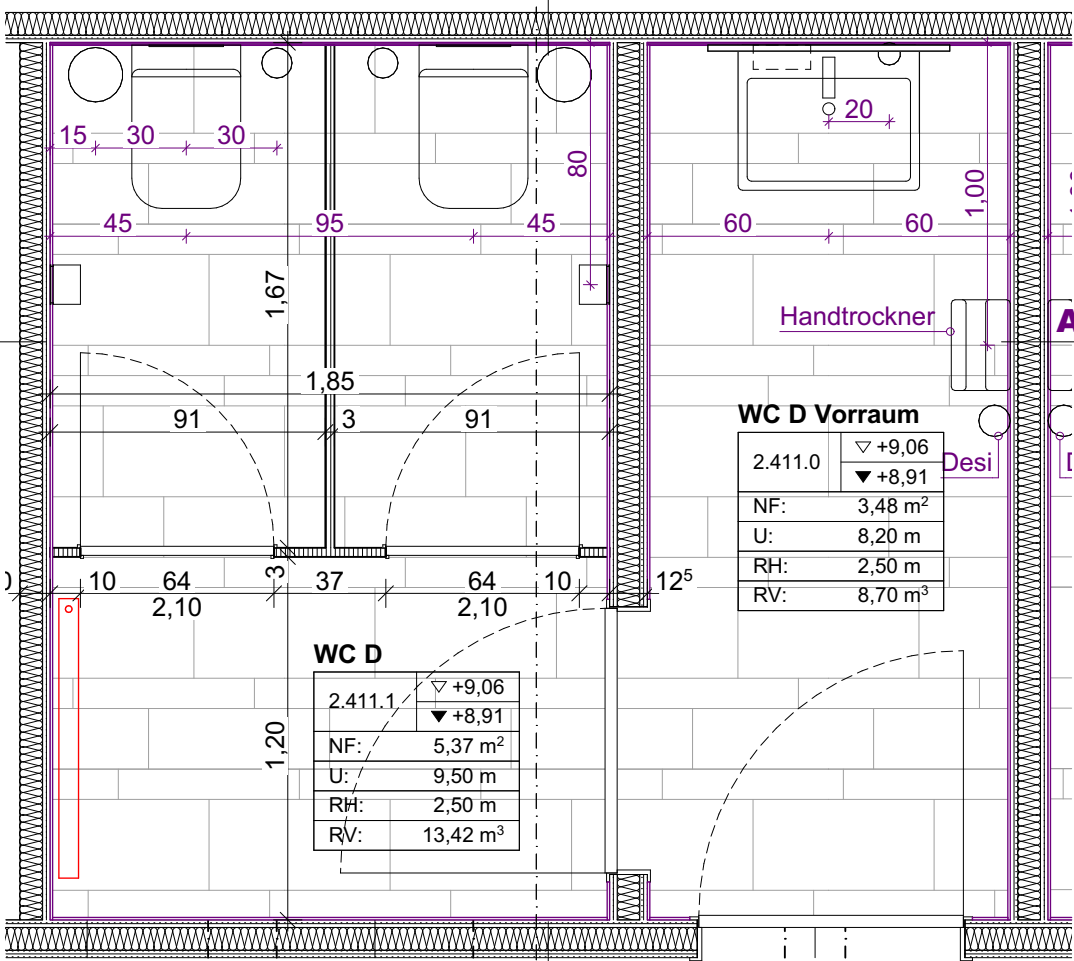 15 30 30
20
80
1,00
45 95 45
60 60
1,67
Handtrockner
A
1,85
91 3 91
WC D Vorraum
2.411.0 ▽ +9,06
▼ +8,91
Desi
D
NF: 3,48 m²
U: 8,20 m
RH: 2,50 m
RV: 8,70 m³
10 64 3 37 64 10 12⁵
2,10 2,10
WC D
2.411.1 ▽ +9,06
▼ +8,91
1,20
NF: 5,37 m²
U: 9,50 m
RH: 2,50 m
RV: 13,42 m³